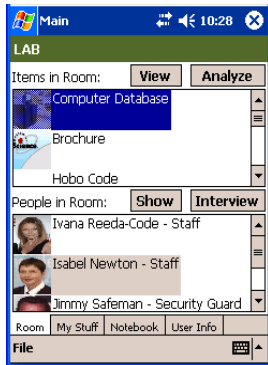 Main 10:28
LAB
Items in Room: View Analyze
Computer Database
Brochure
Hobo Code
People in Room: Show Interview
Ivana Reeda-Code - Staff
Isabel Newton - Staff
Jimmy Safeman - Security Guard
Room My Stuff Notebook User Info
File